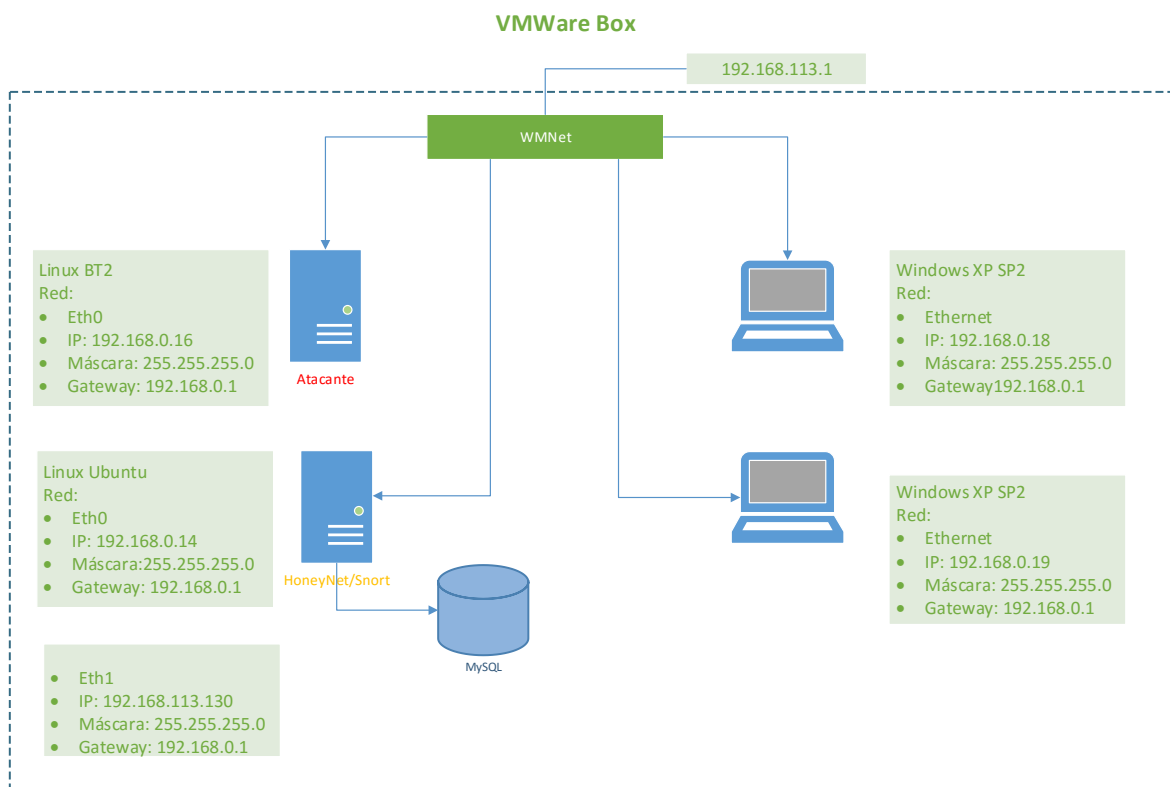 VMWare Box
192.168.113.1
WMNet
Linux BT2
Red:
• Eth0
• IP: 192.168.0.16
• Máscara: 255.255.255.0
• Gateway: 192.168.0.1
Atacante
Windows XP SP2
Red:
• Ethernet
• IP: 192.168.0.18
• Máscara: 255.255.255.0
• Gateway192.168.0.1
Linux Ubuntu
Red:
• Eth0
• IP: 192.168.0.14
• Máscara:255.255.255.0
• Gateway: 192.168.0.1
HoneyNet/Snort
Windows XP SP2
Red:
• Ethernet
• IP: 192.168.0.19
• Máscara: 255.255.255.0
• Gateway: 192.168.0.1
MySQL
• Eth1
• IP: 192.168.113.130
• Máscara: 255.255.255.0
• Gateway: 192.168.0.1